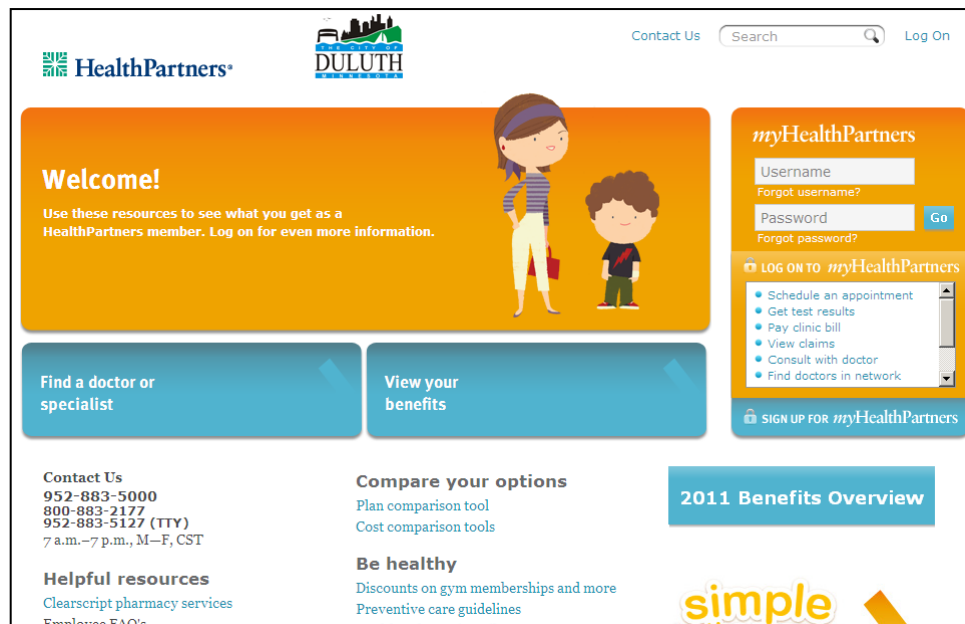 HealthPartners®
THE CITY OF
DULUTH
MINNESOTA
Contact Us
Search
Log On
Welcome!
Use these resources to see what you get as a
HealthPartners member. Log on for even more information.
myHealthPartners
Username
Forgot username?
Password
Go
Forgot password?
LOG ON TO myHealthPartners
Schedule an appointment
Get test results
Pay clinic bill
View claims
Consult with doctor
Find doctors in network
SIGN UP FOR myHealthPartners
Find a doctor or
specialist
View your
benefits
Contact Us
952-883-5000
800-883-2177
952-883-5127 (TTY)
7 a.m.–7 p.m., M—F, CST
Helpful resources
Clearscript pharmacy services
Employee FAQ's
Compare your options
Plan comparison tool
Cost comparison tools
Be healthy
Discounts on gym memberships and more
Preventive care guidelines
2011 Benefits Overview
simple